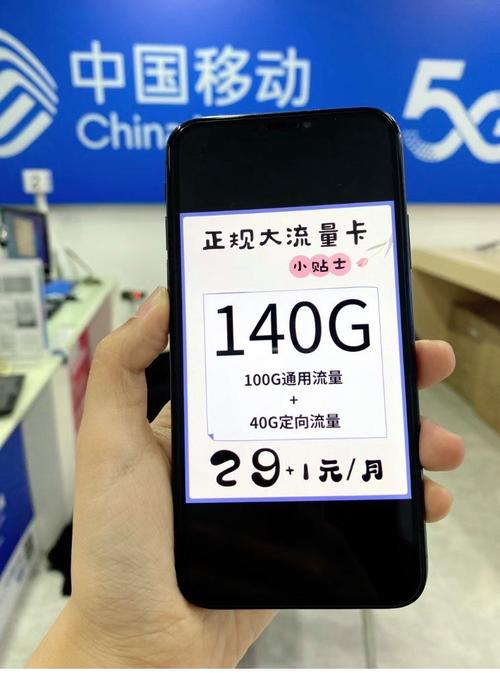 中国移动
China
5G
2
正规大流量卡
小贴士
140G
100G通用流量
+
40G定向流量
29+1元/月